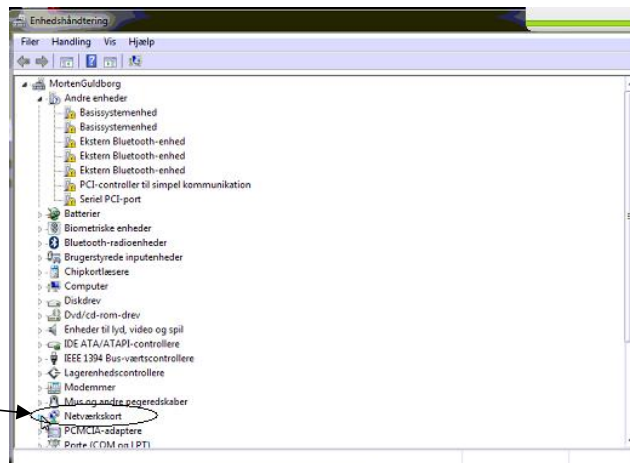 Enhedshåndtering
Filer Handling Vis Hjælp
MortenGuldborg
Andre enheder
Basissystemenhed
Basissystemenhed
Ekstern Bluetooth-enhed
Ekstern Bluetooth-enhed
Ekstern Bluetooth-enhed
PCI-controller til simpel kommunikation
Seriel PCI-port
Batterier
Biometriske enheder
Bluetooth-radioenheder
Brugerstyrede inputenheder
Chipkortlæsere
Computer
Diskdrev
Dvd/cd-rom-drev
Enheder til lyd, video og spil
IDE ATA/ATAPI-controllere
IEEE 1394 Bus-værtscontrollere
Lagerenhedscontrollere
Modemmer
Mus og andre pegeredskaber
Netværkskort
PCMCIA-adaptere
Porte (COM og LPT)